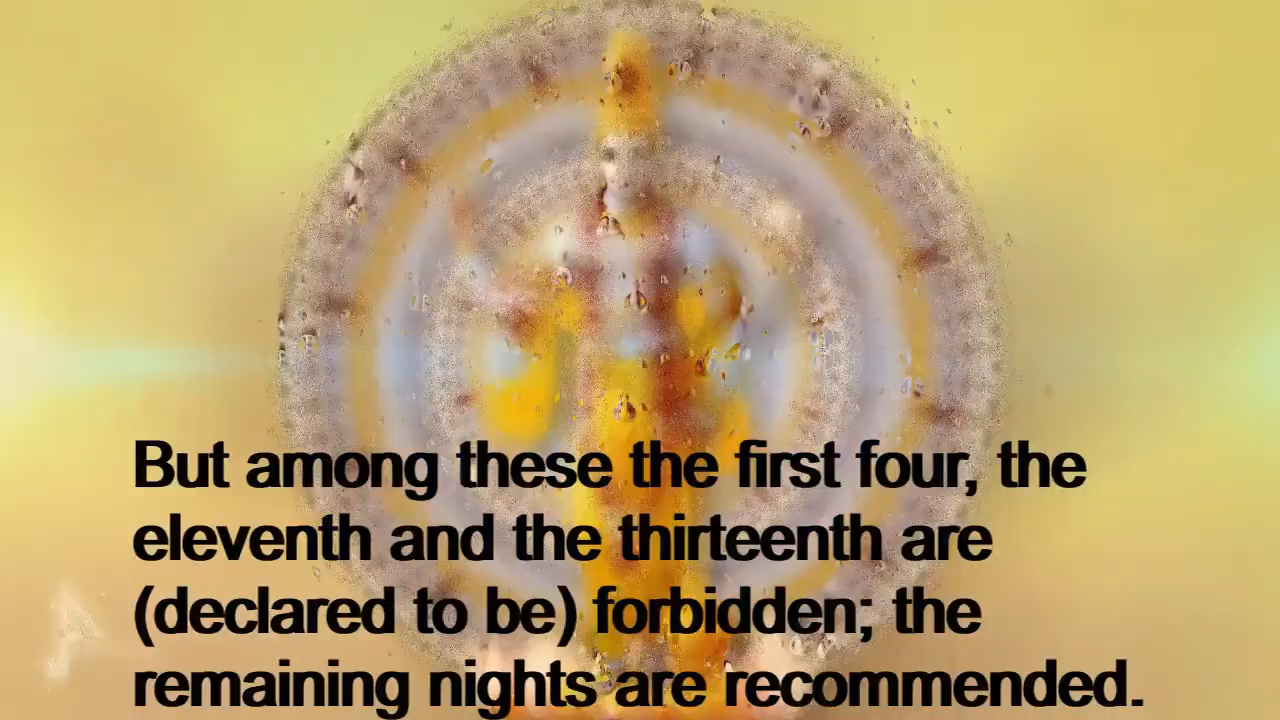 But among these the first four, the
eleventh and the thirteenth are
(declared to be) forbidden; the
remaining nights are recommended.